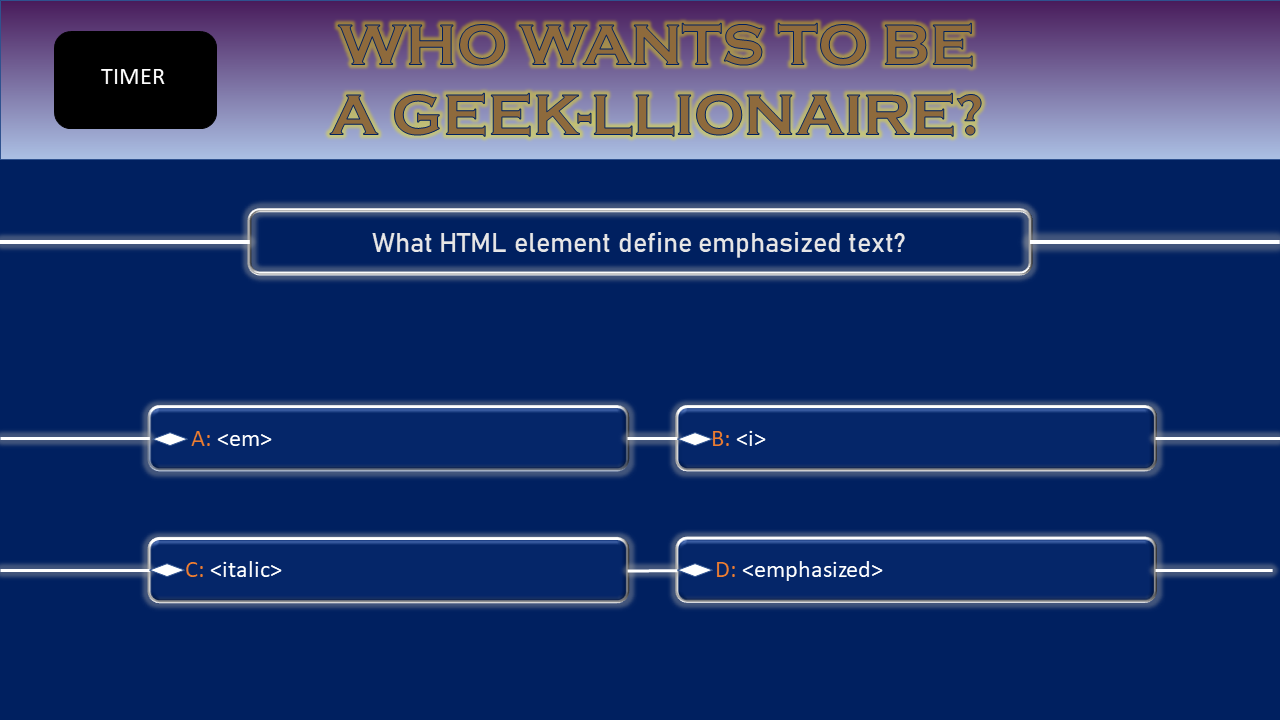 TIMER
WHO WANTS TO BE
A GEEK-LLIONAIRE?
What HTML element define emphasized text?
A: <em>
B: <i>
C: <italic>
D: <emphasized>